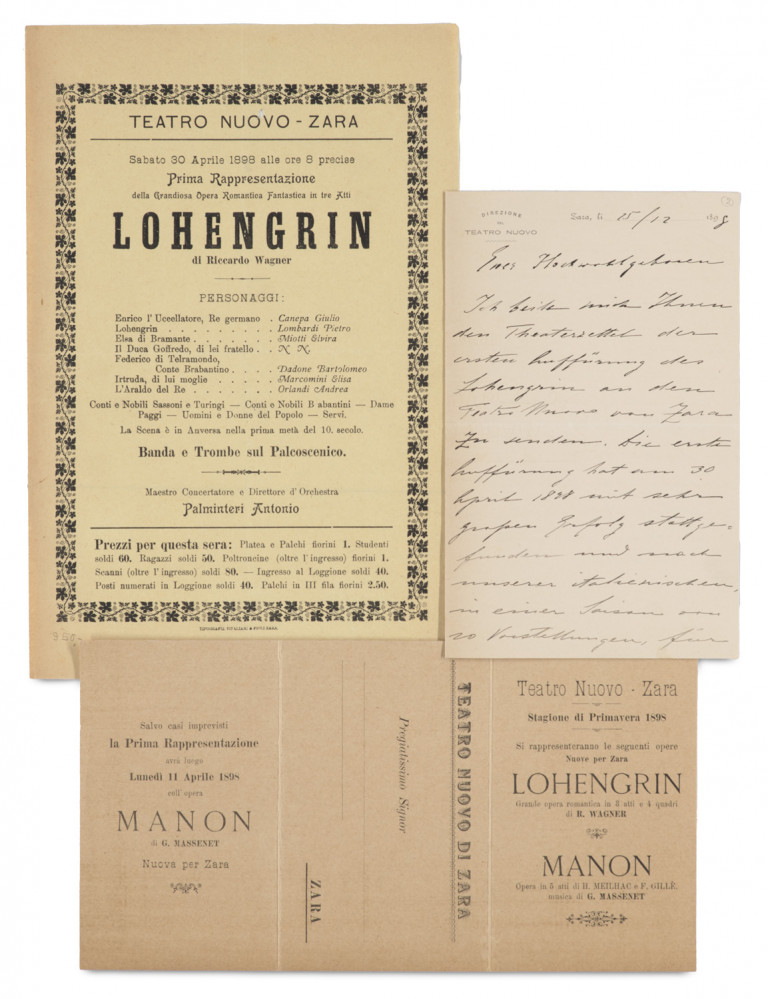 TEATRO NUOVO - ZARA
Sabato 30 Aprile 1898 alle ore 8 precise
Prima Rappresentazione
della Grandiosa Opera Romantica Fantastica in tre Atti
LOHENGRIN
di Riccardo Wagner
PERSONAGGI:
Enrico l' Uccellatore, Re germano . Canepa Giulio
Lohengrin . . . . . . . . . Lombardi Pietro
Elsa di Bramante . . . . . . . Miotti Elvira
Il Duca Goffredo, di lei fratello . . N. N.
Federico di Telramondo,
Conte Brabantino . . . . . Dadone Bartolomeo
Irtruda, di lui moglie . . . . . Marcomini Elisa
L'Araldo del Re . . . . . . . Orlandi Andrea
Conti e Nobili Sassoni e Turingi — Conti e Nobili B abantini — Dame
Paggi — Uomini e Donne del Popolo — Servi.
La Scena è in Anversa nella prima metà del 10. secolo.
Banda e Trombe sul Palcoscenico.
Maestro Concertatore e Direttore d' Orchestra
Palminteri Antonio
Prezzi per questa sera: Platea e Palchi fiorini 1. Studenti
soldi 60. Ragazzi soldi 50. Poltroncine (oltre l' ingresso) fiorini 1.
Scanni (oltre l' ingresso) soldi 80. — Ingresso al Loggione soldi 40.
Posti numerati in Loggione soldi 40. Palchi in III fila fiorini 2.50.
DIREZIONE
DEL
TEATRO NUOVO
Zara, li 15/12 1898
Euer Hochwohlgeboren
Ich beile mich Ihnen
den Theaterzettel der
ersten Aufführung des
Lohengrin an den
Teatro Nuovo von Zara
zu senden. Die erste
Aufführung hat am 30
April 1898 mit sehr
großen Erfolg stattge-
funden und nach
unserer italienischen,
in einer Saison von
20 Vorstellungen, für
Salvo casi imprevisti
la Prima Rappresentazione
avrà luogo
Lunedì 11 Aprile 1898
coll' opera
MANON
di G. MASSENET
Nuova per Zara
Pregiatissimo Signor
ZARA
TEATRO NUOVO DI ZARA
Teatro Nuovo - Zara
Stagione di Primavera 1898
Si rappresenteranno le seguenti opere
Nuove per Zara
LOHENGRIN
Grande opera romantica in 3 atti e 4 quadri
di R. WAGNER
MANON
Opera in 5 atti di H. MEILHAC e F. GILLE.
musica di G. MASSENET